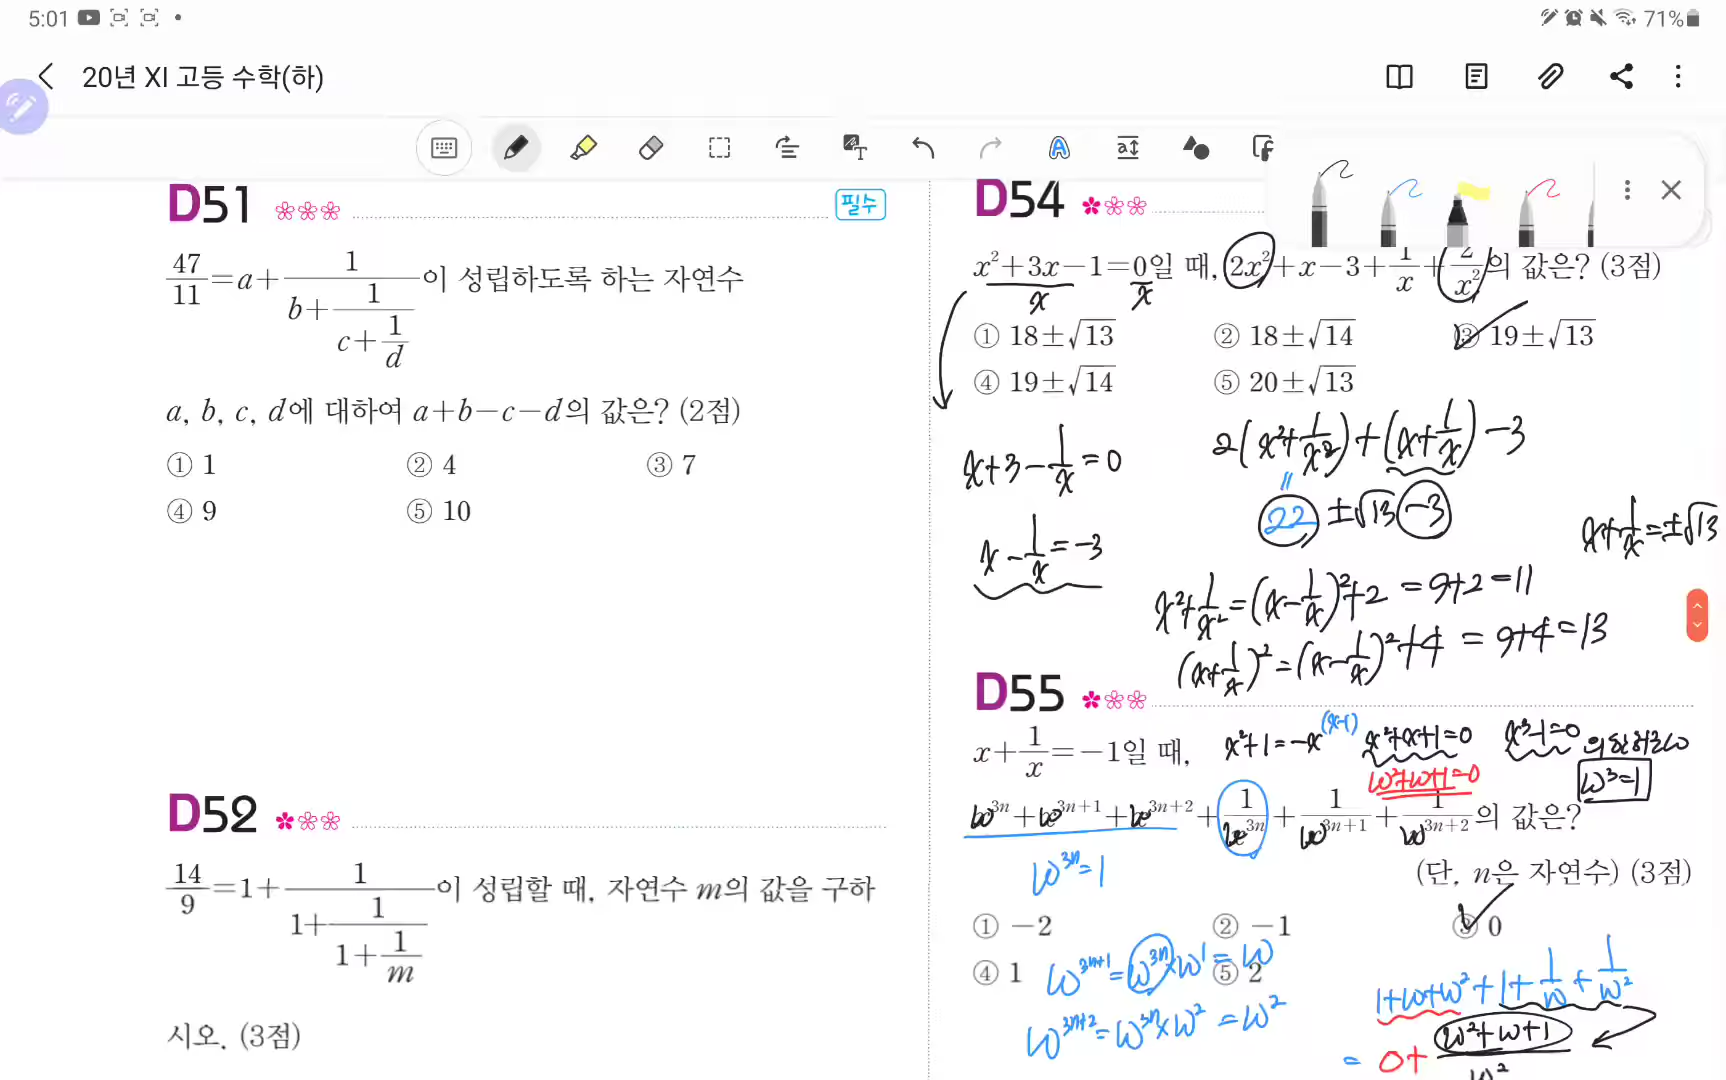 5:01
71%
20년 XI 고등 수학(하)
D51
필수
47/11=a+1/(b+1/(c+1/d))이 성립하도록 하는 자연수
a, b, c, d에 대하여 a+b-c-d의 값은? (2점)
① 1 ② 4 ③ 7
④ 9 ⑤ 10
D52
14/9=1+1/(1+1/(1+1/m))이 성립할 때, 자연수 m의 값을 구하
시오. (3점)
D54
x²+3x-1=0일 때, 2x²+x-3+1/x+2/x²의 값은? (3점)
x x
① 18±√13 ② 18±√14 ③ 19±√13
④ 19±√14 ⑤ 20±√13
2(x²+1/x²)+(x+1/x)-3
x+3-1/x=0
22 ±√13 -3
x+1/x=±√13
x-1/x=-3
x²+1/x²=(x-1/x)²+2=9+2=11
(x+1/x)²=(x-1/x)²+4=9+4=13
D55
x+1/x=-1일 때,
x²+1=-x (x-1) x²+x+1=0 x³-1=0
ω²+ω+1=0 ω³=1
ω³ⁿ+ω³ⁿ⁺¹+ω³ⁿ⁺²+1/ω³ⁿ+1/ω³ⁿ⁺¹+1/ω³ⁿ⁺²의 값은?
(단, n은 자연수) (3점)
ω³ⁿ=1
① -2 ② -1 ③ 0
④ 1 ⑤ 2
ω³ⁿ⁺¹=ω³ⁿ×ω¹=ω
ω³ⁿ⁺²=ω³ⁿ×ω²=ω²
1+ω+ω²+1+1/ω+1/ω²
=0+(ω²+ω+1)/ω²